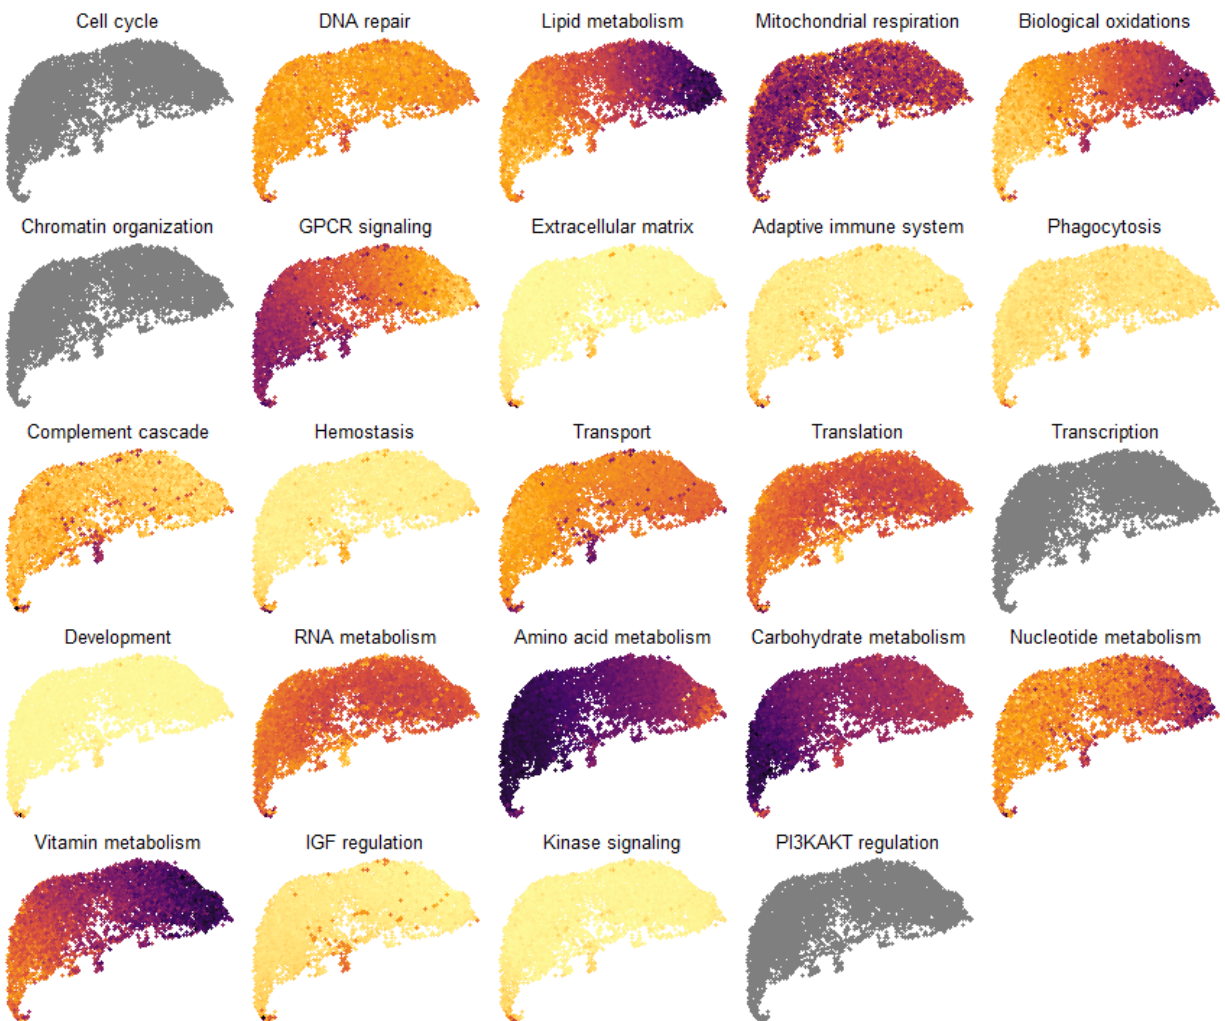 Cell cycle
DNA repair
Lipid metabolism
Mitochondrial respiration
Biological oxidations
Chromatin organization
GPCR signaling
Extracellular matrix
Adaptive immune system
Phagocytosis
Complement cascade
Hemostasis
Transport
Translation
Transcription
Development
RNA metabolism
Amino acid metabolism
Carbohydrate metabolism
Nucleotide metabolism
Vitamin metabolism
IGF regulation
Kinase signaling
PI3KAKT regulation